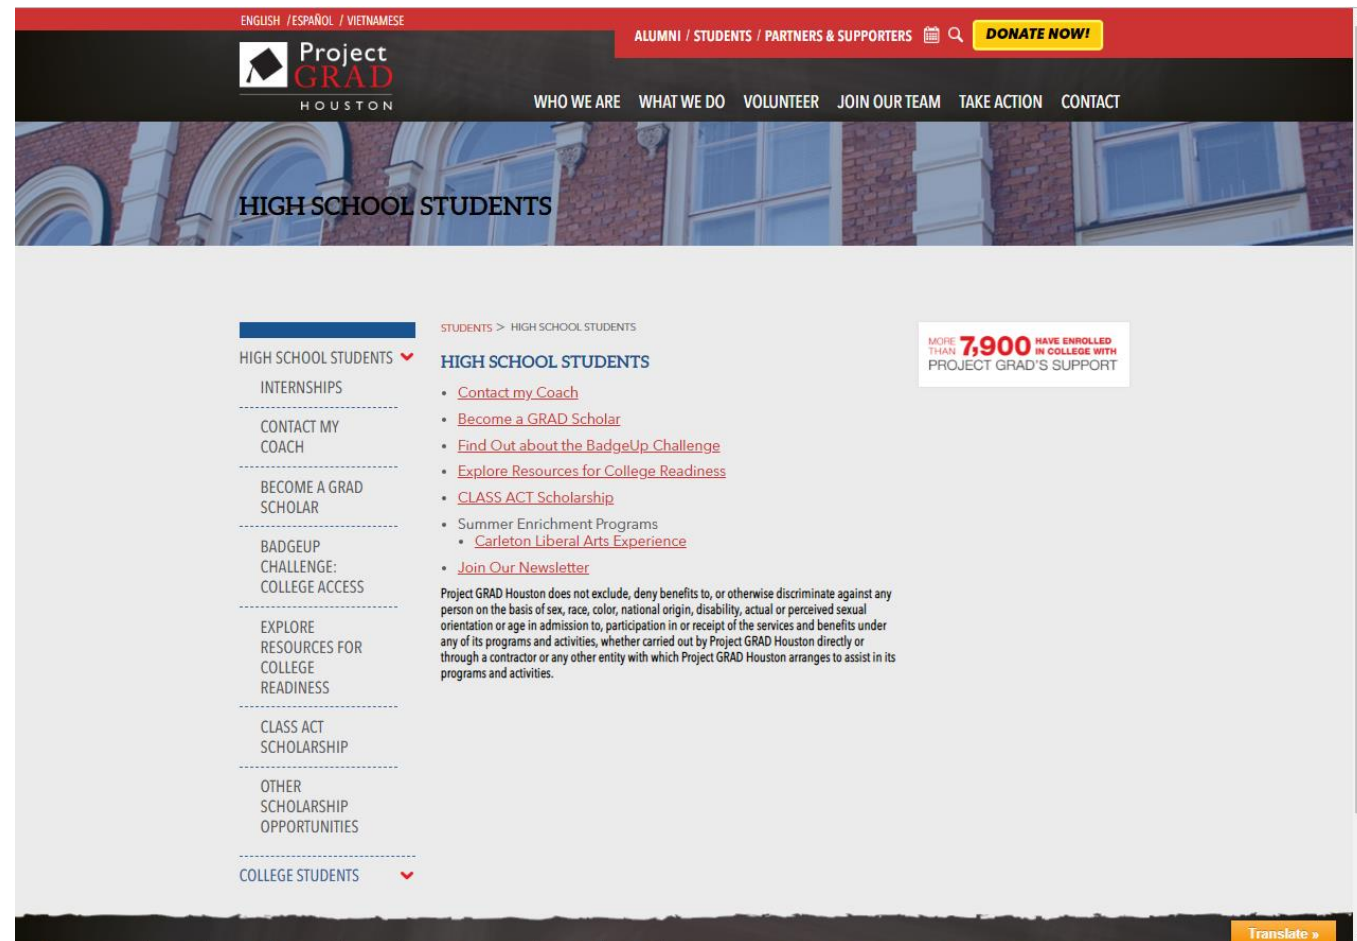 ENGLISH / ESPAÑOL / VIETNAMESE
ALUMNI / STUDENTS / PARTNERS & SUPPORTERS
DONATE NOW!
Project
GRAD
HOUSTON
WHO WE ARE WHAT WE DO VOLUNTEER JOIN OUR TEAM TAKE ACTION CONTACT
HIGH SCHOOL STUDENTS
HIGH SCHOOL STUDENTS
INTERNSHIPS
CONTACT MY
COACH
BECOME A GRAD
SCHOLAR
BADGEUP
CHALLENGE:
COLLEGE ACCESS
EXPLORE
RESOURCES FOR
COLLEGE
READINESS
CLASS ACT
SCHOLARSHIP
OTHER
SCHOLARSHIP
OPPORTUNITIES
COLLEGE STUDENTS
STUDENTS > HIGH SCHOOL STUDENTS
HIGH SCHOOL STUDENTS
• Contact my Coach
• Become a GRAD Scholar
• Find Out about the BadgeUp Challenge
• Explore Resources for College Readiness
• CLASS ACT Scholarship
• Summer Enrichment Programs
• Carleton Liberal Arts Experience
• Join Our Newsletter
Project GRAD Houston does not exclude, deny benefits to, or otherwise discriminate against any
person on the basis of sex, race, color, national origin, disability, actual or perceived sexual
orientation or age in admission to, participation in or receipt of the services and benefits under
any of its programs and activities, whether carried out by Project GRAD Houston directly or
through a contractor or any other entity with which Project GRAD Houston arranges to assist in its
programs and activities.
MORE THAN 7,900 HAVE ENROLLED IN COLLEGE WITH
PROJECT GRAD'S SUPPORT
Translate »